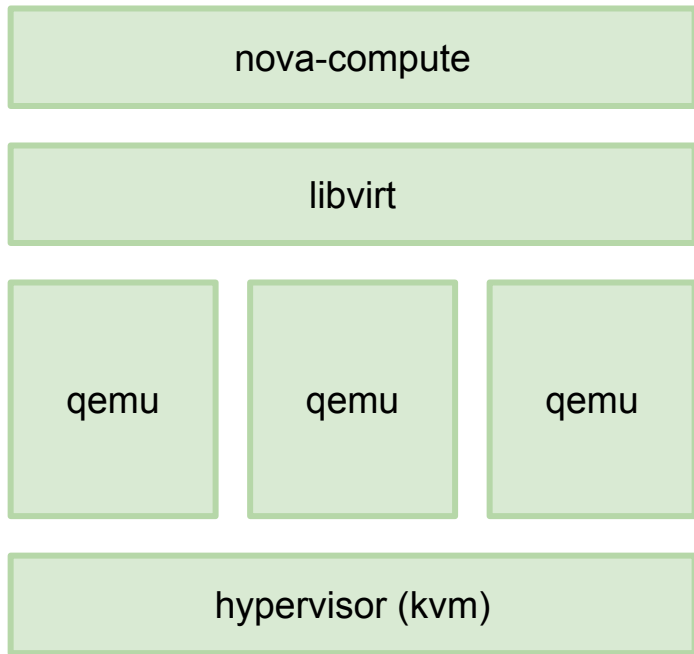 nova-compute
libvirt
qemu qemu qemu
hypervisor (kvm)